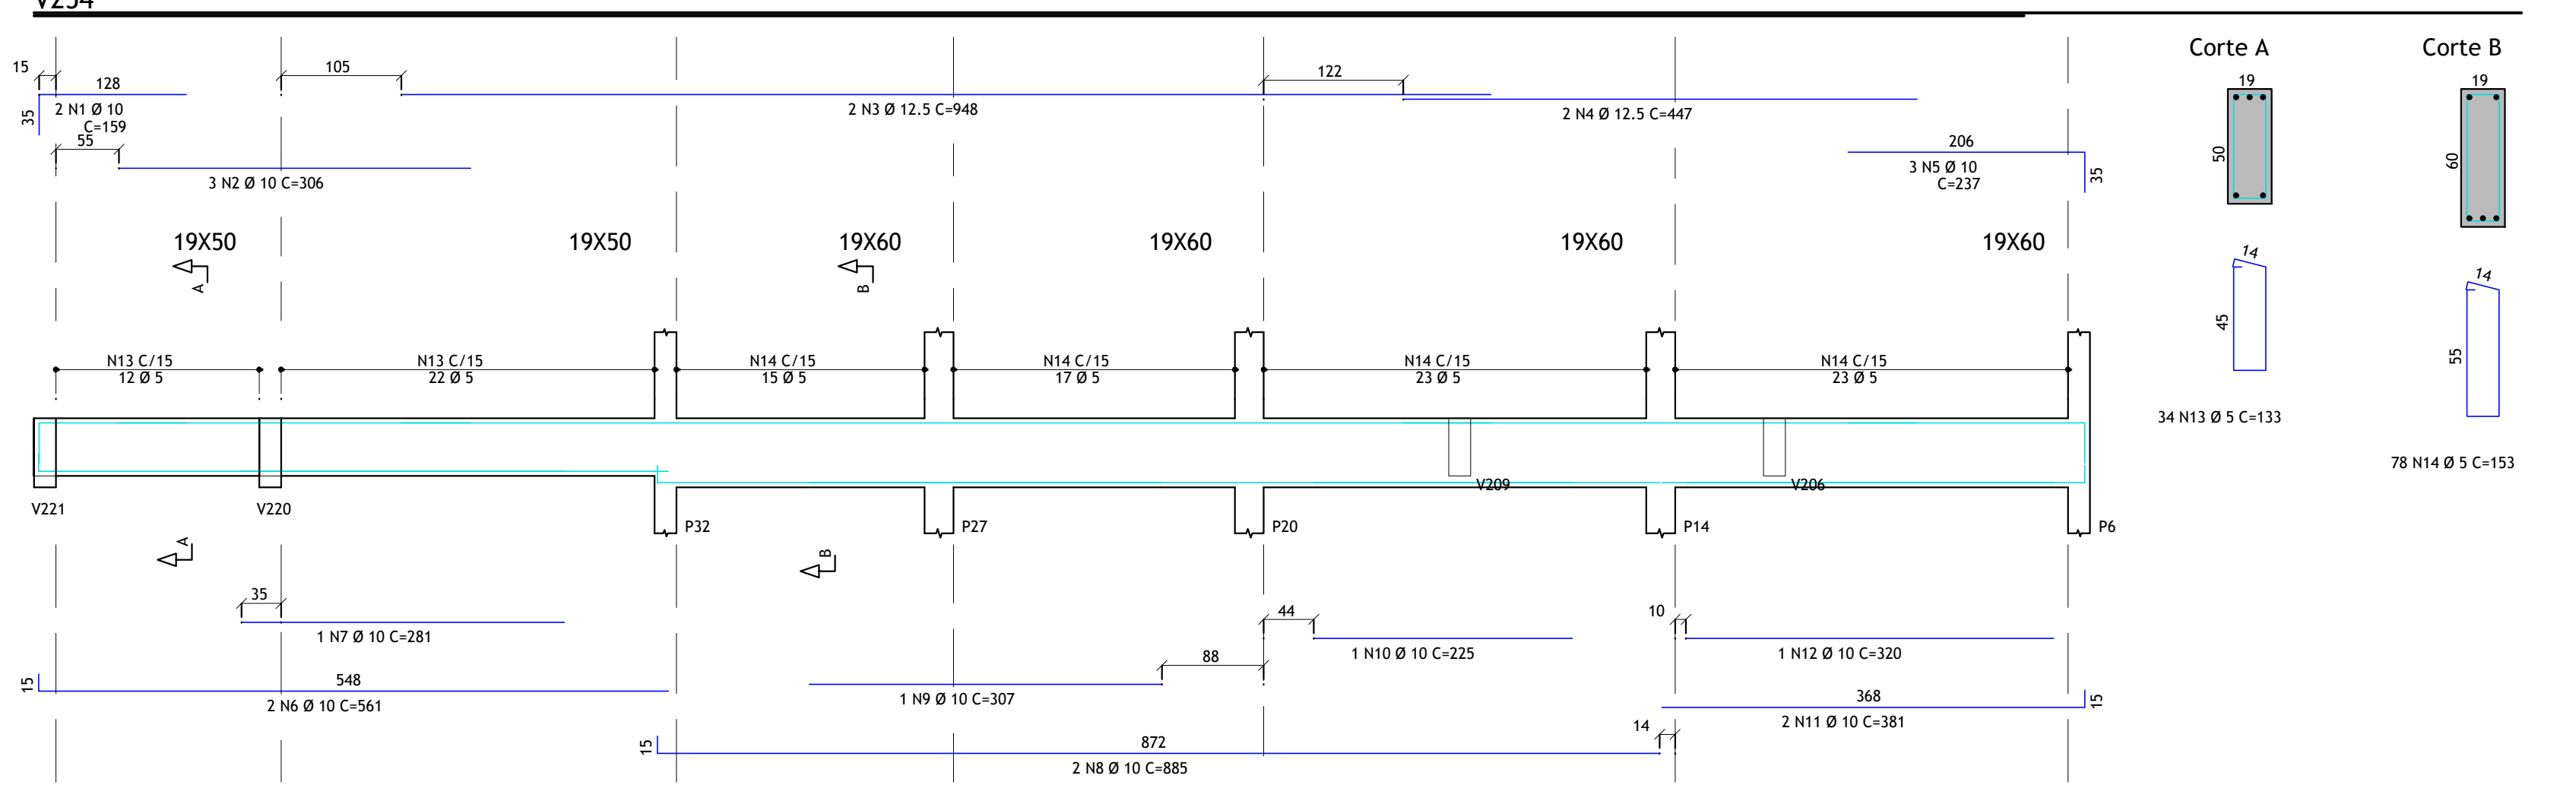 V254
Corte A
Corte B
15
128
105
122
19
19
35
2 N1 Ø 10
C=159
2 N3 Ø 12.5 C=948
2 N4 Ø 12.5 C=447
55
206
50
60
3 N2 Ø 10 C=306
3 N5 Ø 10
C=237
35
19X50
19X50
19X60
19X60
19X60
19X60
A
B
14
14
45
55
N13 C/15
12 Ø 5
N13 C/15
22 Ø 5
N14 C/15
15 Ø 5
N14 C/15
17 Ø 5
N14 C/15
23 Ø 5
N14 C/15
23 Ø 5
34 N13 Ø 5 C=133
78 N14 Ø 5 C=153
V209
V206
V221
V220
P32
P27
P20
P14
P6
A
B
35
1 N7 Ø 10 C=281
44
1 N10 Ø 10 C=225
10
1 N12 Ø 10 C=320
88
1 N9 Ø 10 C=307
15
548
2 N6 Ø 10 C=561
368
15
2 N11 Ø 10 C=381
14
15
872
2 N8 Ø 10 C=885